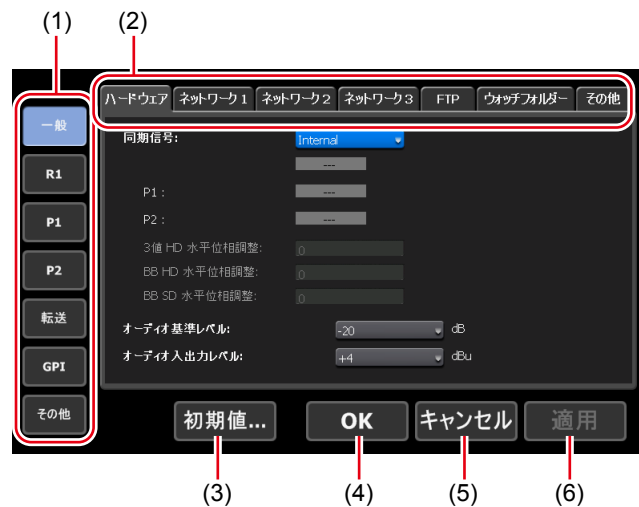 (1)
(2)
ハードウェア ネットワーク1 ネットワーク2 ネットワーク3 FTP ウォッチフォルダー その他
一般
R1
P1
P2
転送
GPI
その他
同期信号: Internal
---
P1 : ---
P2 : ---
3値 HD 水平位相調整: 0
BB HD 水平位相調整: 0
BB SD 水平位相調整: 0
オーディオ基準レベル: -20 dB
オーディオ入出力レベル: +4 dBu
初期値... OK キャンセル 適用
(3) (4) (5) (6)